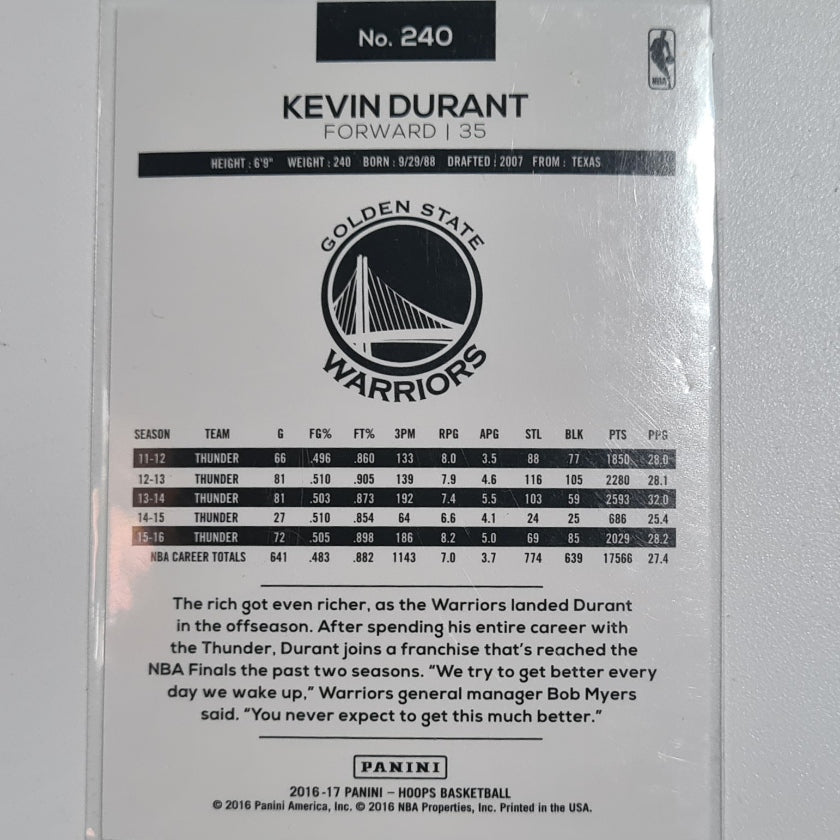 No. 240
NBA
KEVIN DURANT
FORWARD | 35
HEIGHT : 6'9" WEIGHT : 240 BORN : 9/29/88 DRAFTED : 2007 FROM : TEXAS
GOLDEN STATE
WARRIORS
SEASON TEAM G FG% FT% 3PM RPG APG STL BLK PTS PPG
11-12 THUNDER 66 .496 .860 133 8.0 3.5 88 77 1850 28.0
12-13 THUNDER 81 .510 .905 139 7.9 4.6 116 105 2280 28.1
13-14 THUNDER 81 .503 .873 192 7.4 5.5 103 59 2593 32.0
14-15 THUNDER 27 .510 .854 64 6.6 4.1 24 25 686 25.4
15-16 THUNDER 72 .505 .898 186 8.2 5.0 69 85 2029 28.2
NBA CAREER TOTALS 641 .483 .882 1143 7.0 3.7 774 639 17566 27.4
The rich got even richer, as the Warriors landed Durant
in the offseason. After spending his entire career with
the Thunder, Durant joins a franchise that's reached the
NBA Finals the past two seasons. "We try to get better every
day we wake up," Warriors general manager Bob Myers
said. "You never expect to get this much better."
PANINI
2016-17 PANINI – HOOPS BASKETBALL
© 2016 Panini America, Inc. © 2016 NBA Properties, Inc. Printed in the USA.